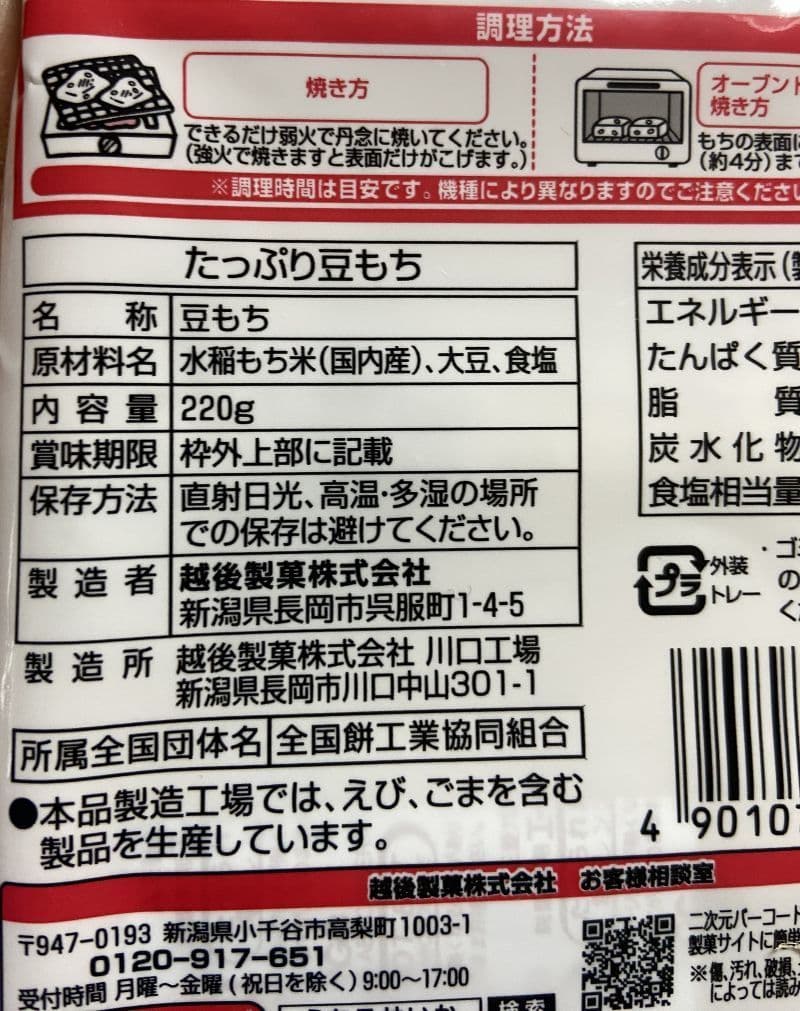 調理方法
焼き方
できるだけ弱火で丹念に焼いてください。
(強火で焼きますと表面だけがこげます。)
オーブント
焼き方
もちの表面に
(約4分)ま
※調理時間は目安です。機種により異なりますのでご注意くださ
たっぷり豆もち
名称 豆もち
原材料名 水稲もち米(国内産)、大豆、食塩
内容量 220g
賞味期限 枠外上部に記載
保存方法 直射日光、高温・多湿の場所
での保存は避けてください。
製造者 越後製菓株式会社
新潟県長岡市呉服町1-4-5
製造所 越後製菓株式会社 川口工場
新潟県長岡市川口中山301-1
所属全国団体名 全国餅工業協同組合
●本品製造工場では、えび、ごまを含む
製品を生産しています。
栄養成分表示(
エネルギー
たんぱく質
脂質
炭水化物
食塩相当量
プラ
外装
トレー
・ゴ
の
く
4 90107
越後製菓株式会社 お客様相談室
〒947-0193 新潟県小千谷市高梨町1003-1
0120-917-651
受付時間 月曜～金曜(祝日を除く)9:00～17:00
検索
二次元バーコート
製菓サイトに簡単
※傷、汚れ、破損、
によっては読み